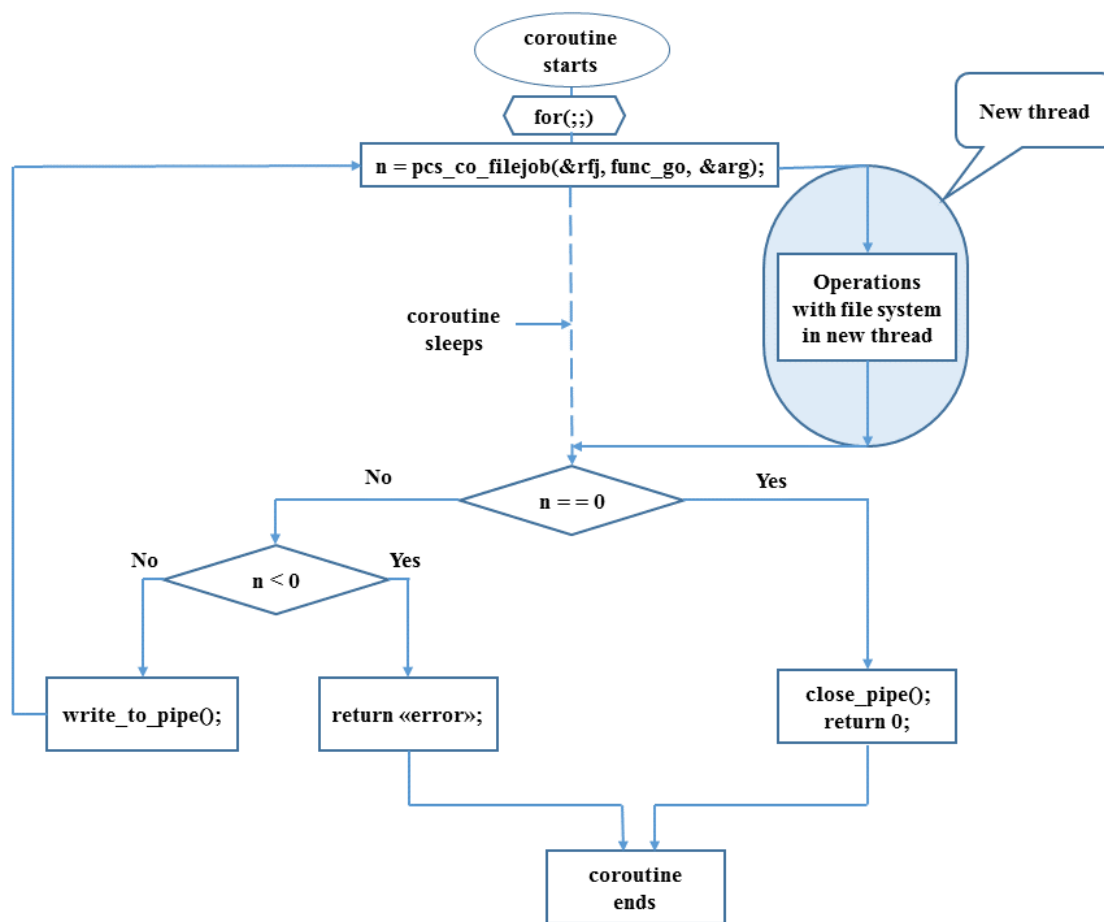 coroutine
starts
for(;;)
New thread
n = pcs_co_filejob(&rfj, func_go, &arg);
Operations
with file system
in new thread
coroutine
sleeps
No
Yes
n = = 0
No
Yes
n < 0
write_to_pipe();
return «error»;
close_pipe();
return 0;
coroutine
ends